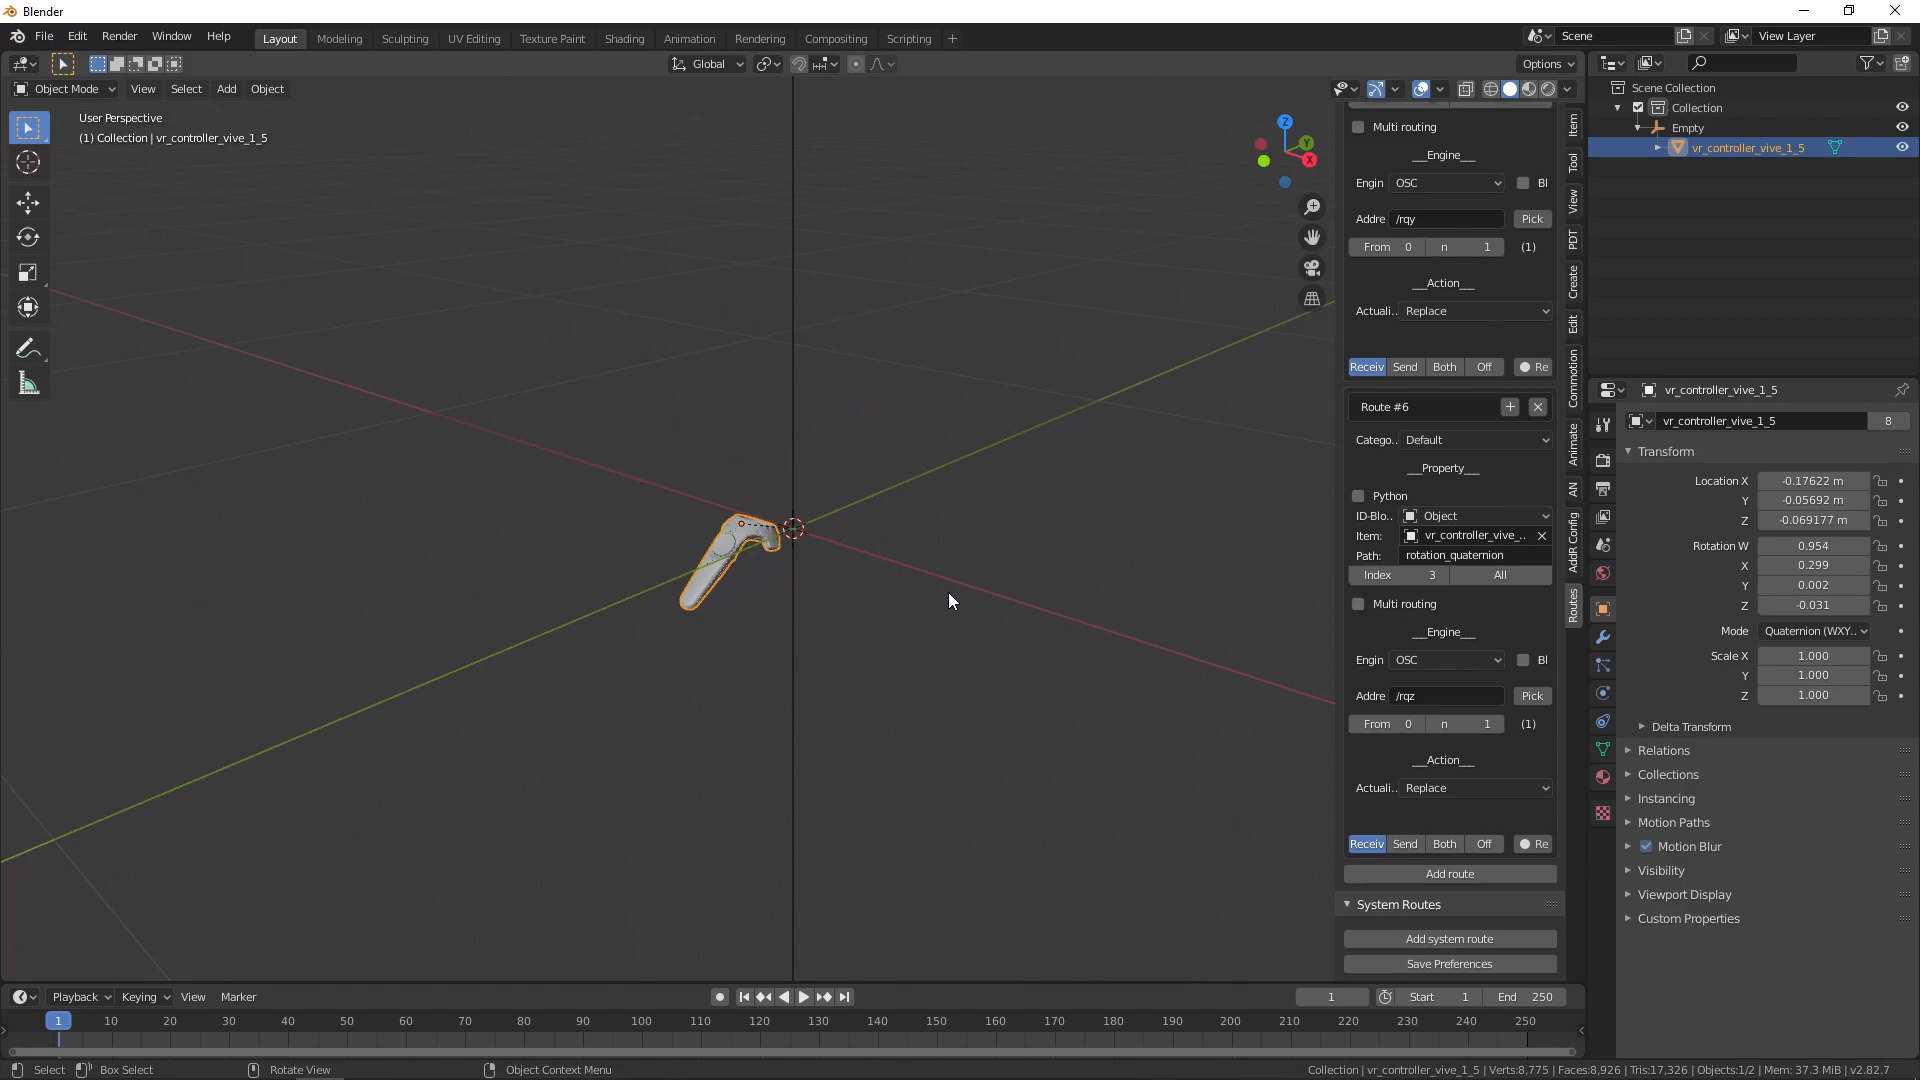 Blender
File Edit Render Window Help
Layout Modeling Sculpting UV Editing Texture Paint Shading Animation Rendering Compositing Scripting +
Scene
View Layer
Global
Options
Object Mode View Select Add Object
User Perspective
(1) Collection | vr_controller_vive_1_5
Z
Y
X
Multi routing
__Engine__
Engin OSC Bl
Addre /rqy Pick
From 0 n 1 (1)
__Action__
Actuali.. Replace
Receiv Send Both Off Re
Route #6
Catego.. Default
__Property__
Python
ID-Blo.. Object
Item: vr_controller_vive_..
Path: rotation_quaternion
Index 3 All
Multi routing
__Engine__
Engin OSC Bl
Addre /rqz Pick
From 0 n 1 (1)
__Action__
Actuali.. Replace
Receiv Send Both Off Re
Add route
System Routes
Add system route
Save Preferences
Item
Tool
View
PDT
Create
Edit
Commotion
Animate
AN
AddR Config
Routes
Scene Collection
Collection
Empty
vr_controller_vive_1_5
vr_controller_vive_1_5
vr_controller_vive_1_5 8
Transform
Location X -0.17622 m
Y -0.05692 m
Z -0.069177 m
Rotation W 0.954
X 0.299
Y 0.002
Z -0.031
Mode Quaternion (WXY..
Scale X 1.000
Y 1.000
Z 1.000
Delta Transform
Relations
Collections
Instancing
Motion Paths
Motion Blur
Visibility
Viewport Display
Custom Properties
Playback Keying View Marker
1 Start 1 End 250
1 10 20 30 40 50 60 70 80 90 100 110 120 130 140 150 160 170 180 190 200 210 220 230 240 250
Select Box Select Rotate View Object Context Menu
Collection | vr_controller_vive_1_5 | Verts:8,775 | Faces:8,926 | Tris:17,326 | Objects:1/2 | Mem: 37.3 MiB | v2.82.7